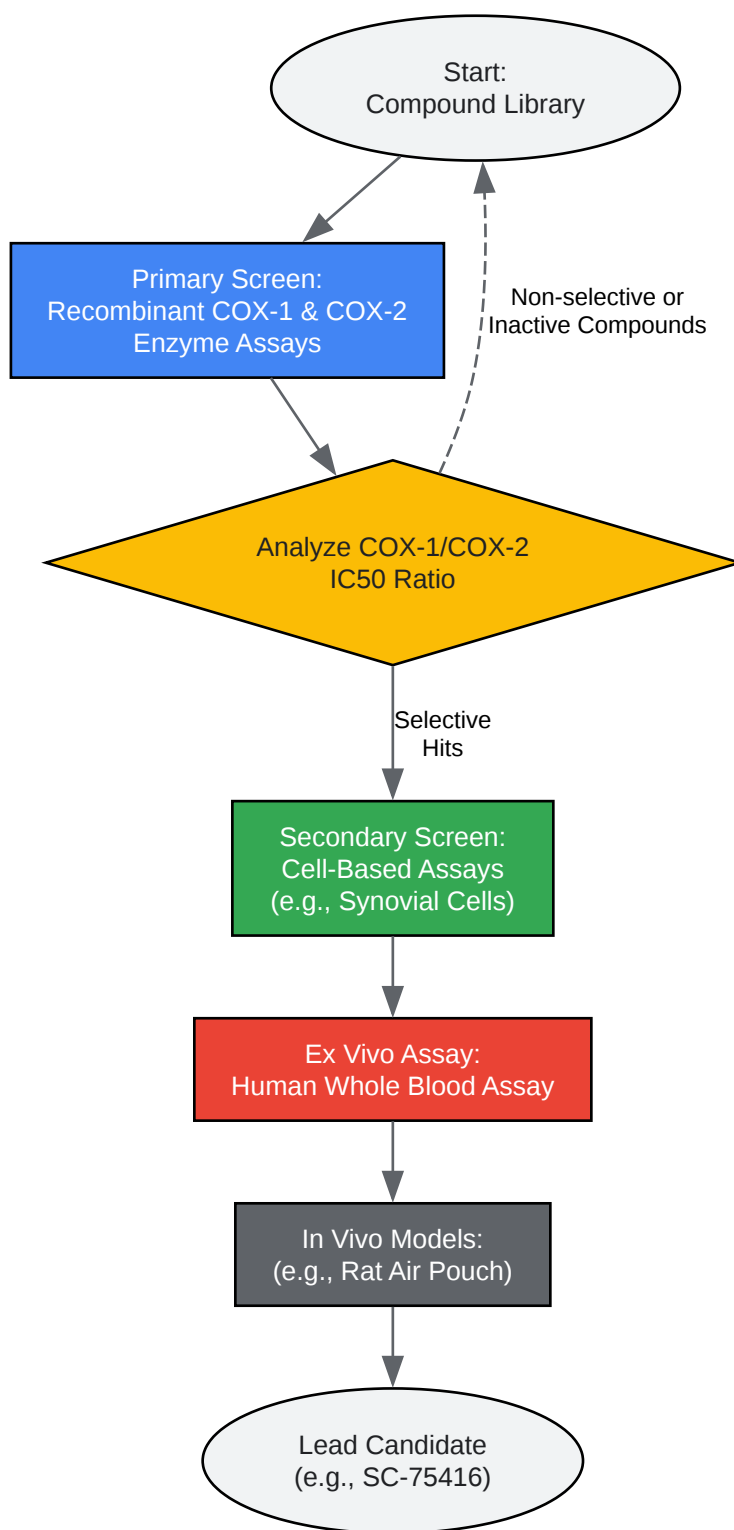 Start:
Compound Library
Primary Screen:
Recombinant COX-1 & COX-2
Enzyme Assays
Non-selective or
Inactive Compounds
Analyze COX-1/COX-2
IC50 Ratio
Selective
Hits
Secondary Screen:
Cell-Based Assays
(e.g., Synovial Cells)
Ex Vivo Assay:
Human Whole Blood Assay
In Vivo Models:
(e.g., Rat Air Pouch)
Lead Candidate
(e.g., SC-75416)